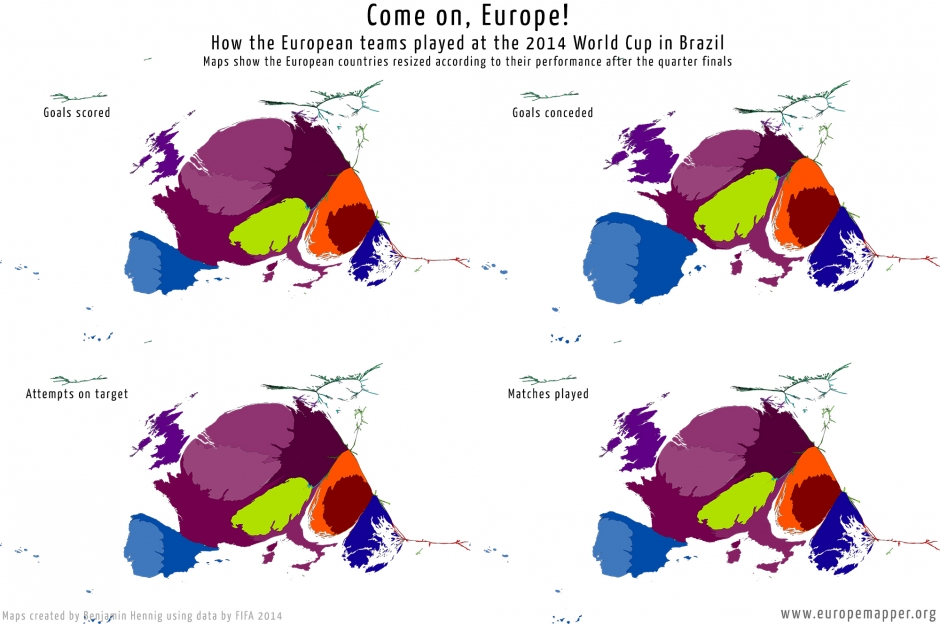 Come on, Europe!
How the European teams played at the 2014 World Cup in Brazil
Maps show the European countries resized according to their performance after the quarter finals
Goals scored
Goals conceded
Attempts on target
Matches played
Maps created by Benjamin Hennig using data by FIFA 2014
www.europemapper.org